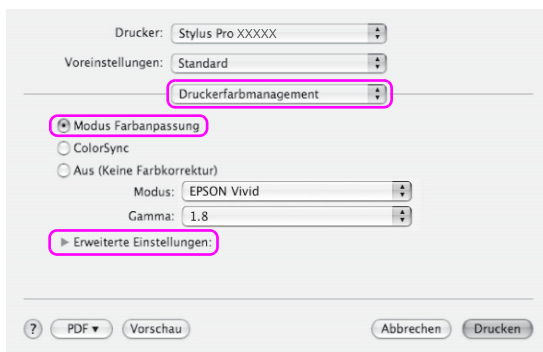 Drucker: Stylus Pro XXXXX
Voreinstellungen: Standard
Druckerfarbmanagement
Modus Farbanpassung
ColorSync
Aus (Keine Farbkorrektur)
Modus: EPSON Vivid
Gamma: 1.8
Erweiterte Einstellungen:
? PDF Vorschau Abbrechen Drucken